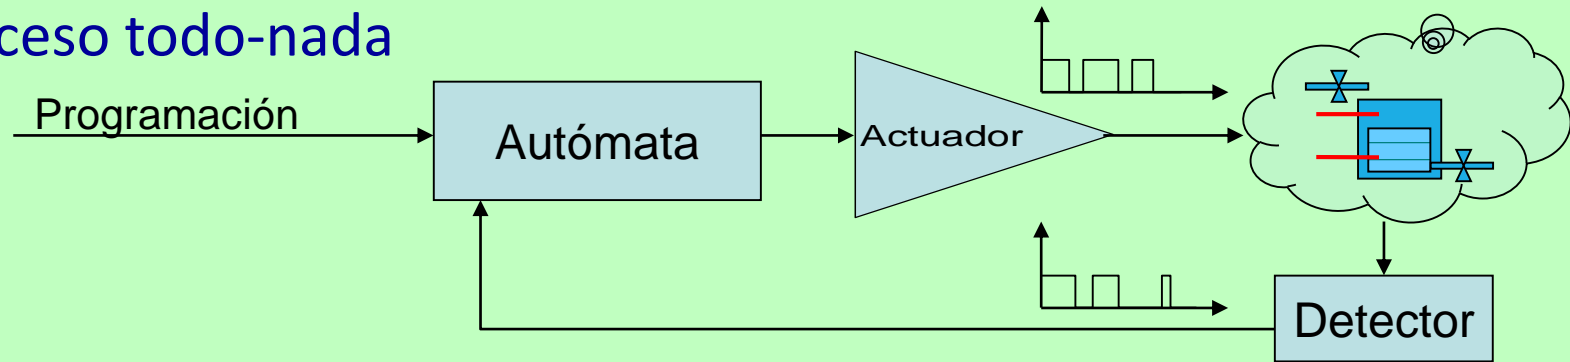 ceso todo-nada
Programación
Autómata
Actuador
Detector